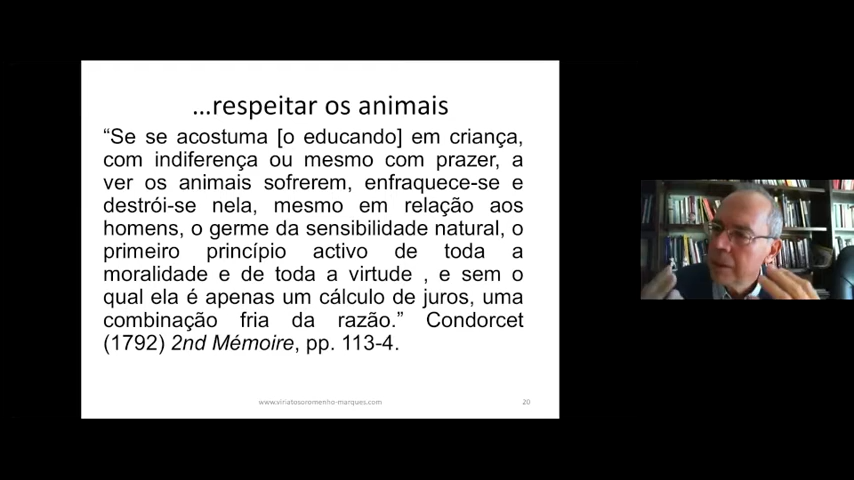 ...respeitar os animais
“Se se acostuma [o educando] em criança,
com indiferença ou mesmo com prazer, a
ver os animais sofrerem, enfraquece-se e
destrói-se nela, mesmo em relação aos
homens, o germe da sensibilidade natural, o
primeiro princípio activo de toda a
moralidade e de toda a virtude , e sem o
qual ela é apenas um cálculo de juros, uma
combinação fria da razão.” Condorcet
(1792) 2nd Mémoire, pp. 113-4.
www.viriatosoromenho-marques.com
20